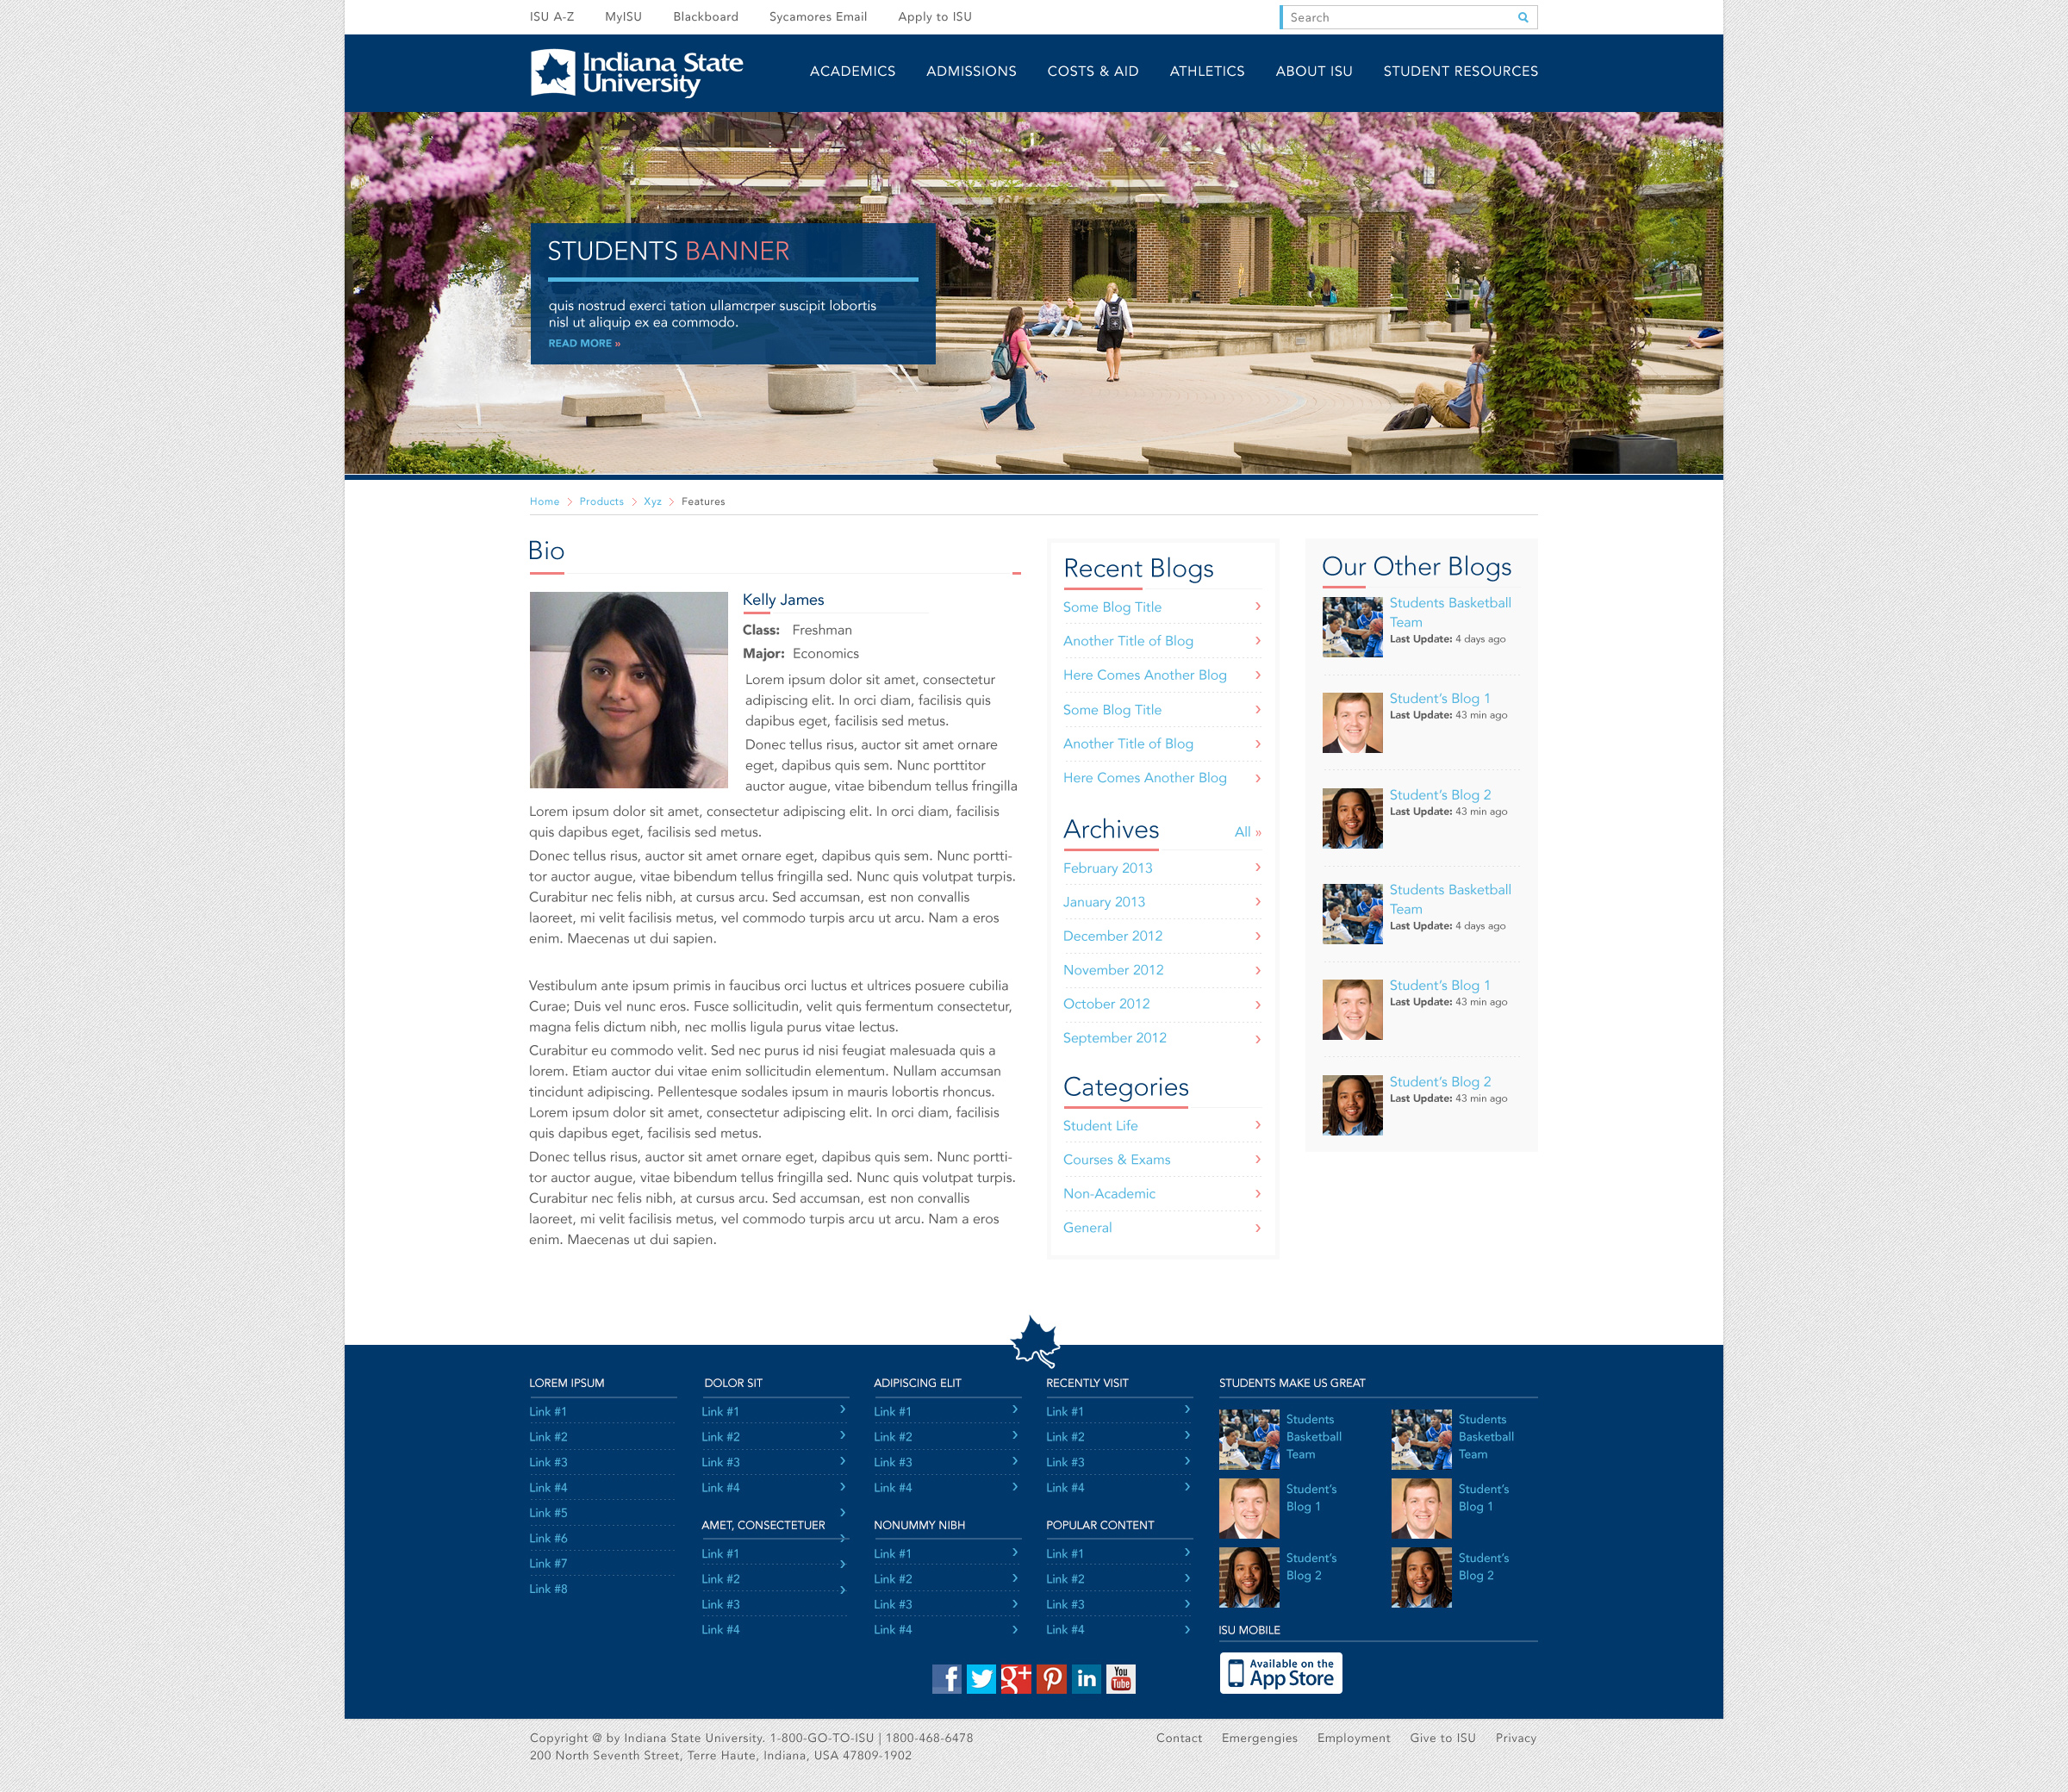 ISU A-Z MyISU Blackboard Sycamores Email Apply to ISU Search
Indiana State
University
ACADEMICS ADMISSIONS COSTS & AID ATHLETICS ABOUT ISU STUDENT RESOURCES
STUDENTS BANNER
quis nostrud exerci tation ullamcrper suscipit lobortis
nisl ut aliquip ex ea commodo.
READ MORE »
Home > Products > Xyz > Features
Bio
Kelly James
Class: Freshman
Major: Economics
Lorem ipsum dolor sit amet, consectetur
adipiscing elit. In orci diam, facilisis quis
dapibus eget, facilisis sed metus.
Donec tellus risus, auctor sit amet ornare
eget, dapibus quis sem. Nunc porttitor
auctor augue, vitae bibendum tellus fringilla
Lorem ipsum dolor sit amet, consectetur adipiscing elit. In orci diam, facilisis
quis dapibus eget, facilisis sed metus.
Donec tellus risus, auctor sit amet ornare eget, dapibus quis sem. Nunc portti-
tor auctor augue, vitae bibendum tellus fringilla sed. Nunc quis volutpat turpis.
Curabitur nec felis nibh, at cursus arcu. Sed accumsan, est non convallis
laoreet, mi velit facilisis metus, vel commodo turpis arcu ut arcu. Nam a eros
enim. Maecenas ut dui sapien.
Vestibulum ante ipsum primis in faucibus orci luctus et ultrices posuere cubilia
Curae; Duis vel nunc eros. Fusce sollicitudin, velit quis fermentum consectetur,
magna felis dictum nibh, nec mollis ligula purus vitae lectus.
Curabitur eu commodo velit. Sed nec purus id nisi feugiat malesuada quis a
lorem. Etiam auctor dui vitae enim sollicitudin elementum. Nullam accumsan
tincidunt adipiscing. Pellentesque sodales ipsum in mauris lobortis rhoncus.
Lorem ipsum dolor sit amet, consectetur adipiscing elit. In orci diam, facilisis
quis dapibus eget, facilisis sed metus.
Donec tellus risus, auctor sit amet ornare eget, dapibus quis sem. Nunc portti-
tor auctor augue, vitae bibendum tellus fringilla sed. Nunc quis volutpat turpis.
Curabitur nec felis nibh, at cursus arcu. Sed accumsan, est non convallis
laoreet, mi velit facilisis metus, vel commodo turpis arcu ut arcu. Nam a eros
enim. Maecenas ut dui sapien.
Recent Blogs
Some Blog Title
Another Title of Blog
Here Comes Another Blog
Some Blog Title
Another Title of Blog
Here Comes Another Blog
Archives All »
February 2013
January 2013
December 2012
November 2012
October 2012
September 2012
Categories
Student Life
Courses & Exams
Non-Academic
General
Our Other Blogs
Students Basketball
Team
Last Update: 4 days ago
Student’s Blog 1
Last Update: 43 min ago
Student’s Blog 2
Last Update: 43 min ago
Students Basketball
Team
Last Update: 4 days ago
Student’s Blog 1
Last Update: 43 min ago
Student’s Blog 2
Last Update: 43 min ago
LOREM IPSUM
Link #1
Link #2
Link #3
Link #4
Link #5
Link #6
Link #7
Link #8
DOLOR SIT
Link #1
Link #2
Link #3
Link #4
AMET, CONSECTETUER
Link #1
Link #2
Link #3
Link #4
ADIPISCING ELIT
Link #1
Link #2
Link #3
Link #4
NONUMMY NIBH
Link #1
Link #2
Link #3
Link #4
RECENTLY VISIT
Link #1
Link #2
Link #3
Link #4
POPULAR CONTENT
Link #1
Link #2
Link #3
Link #4
STUDENTS MAKE US GREAT
Students
Basketball
Team
Student’s
Blog 1
Student’s
Blog 2
Students
Basketball
Team
Student’s
Blog 1
Student’s
Blog 2
ISU MOBILE
Available on the
App Store
f g+ in You
Tube
Copyright @ by Indiana State University. 1-800-GO-TO-ISU | 1800-468-6478
200 North Seventh Street, Terre Haute, Indiana, USA 47809-1902
Contact Emergengies Employment Give to ISU Privacy